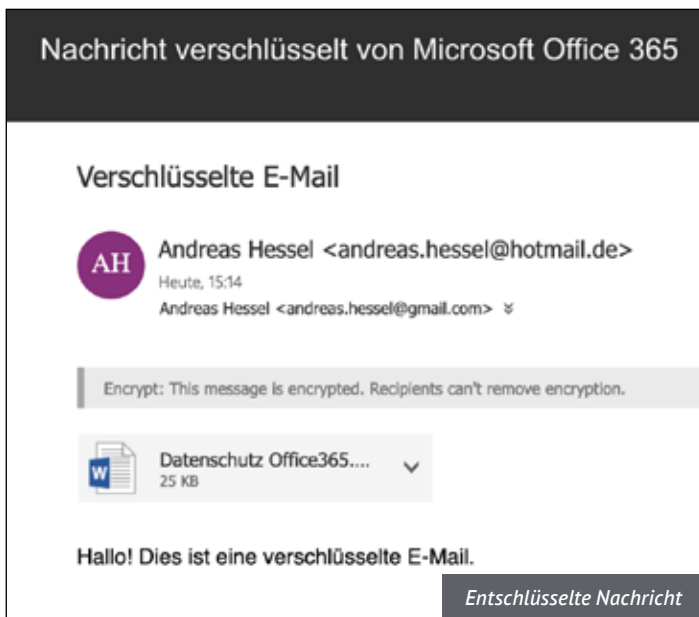 Nachricht verschlüsselt von Microsoft Office 365
Verschlüsselte E-Mail
AH
Andreas Hessel <andreas.hessel@hotmail.de>
Heute, 15:14
Andreas Hessel <andreas.hessel@gmail.com>
Encrypt: This message is encrypted. Recipients can't remove encryption.
W
Datenschutz Office365....
25 KB
Hallo! Dies ist eine verschlüsselte E-Mail.
Entschlüsselte Nachricht